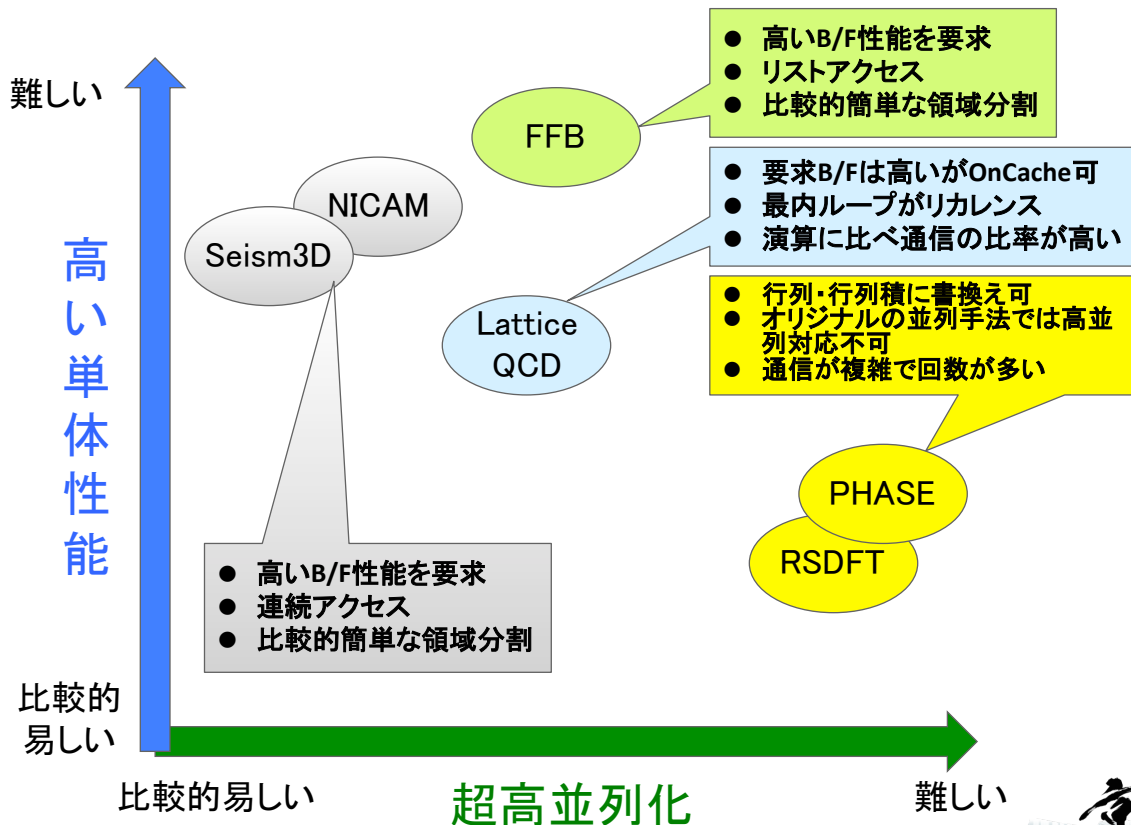 難しい
高い単体性能
比較的
易しい
比較的易しい
超高並列化
難しい
FFB
● 高いB/F性能を要求
● リストアクセス
● 比較的簡単な領域分割
NICAM
Seism3D
● 高いB/F性能を要求
● 連続アクセス
● 比較的簡単な領域分割
Lattice
QCD
● 要求B/Fは高いがOnCache可
● 最内ループがリカレンス
● 演算に比べ通信の比率が高い
PHASE
RSDFT
● 行列・行列積に書換え可
● オリジナルの並列手法では高並
列対応不可
● 通信が複雑で回数が多い